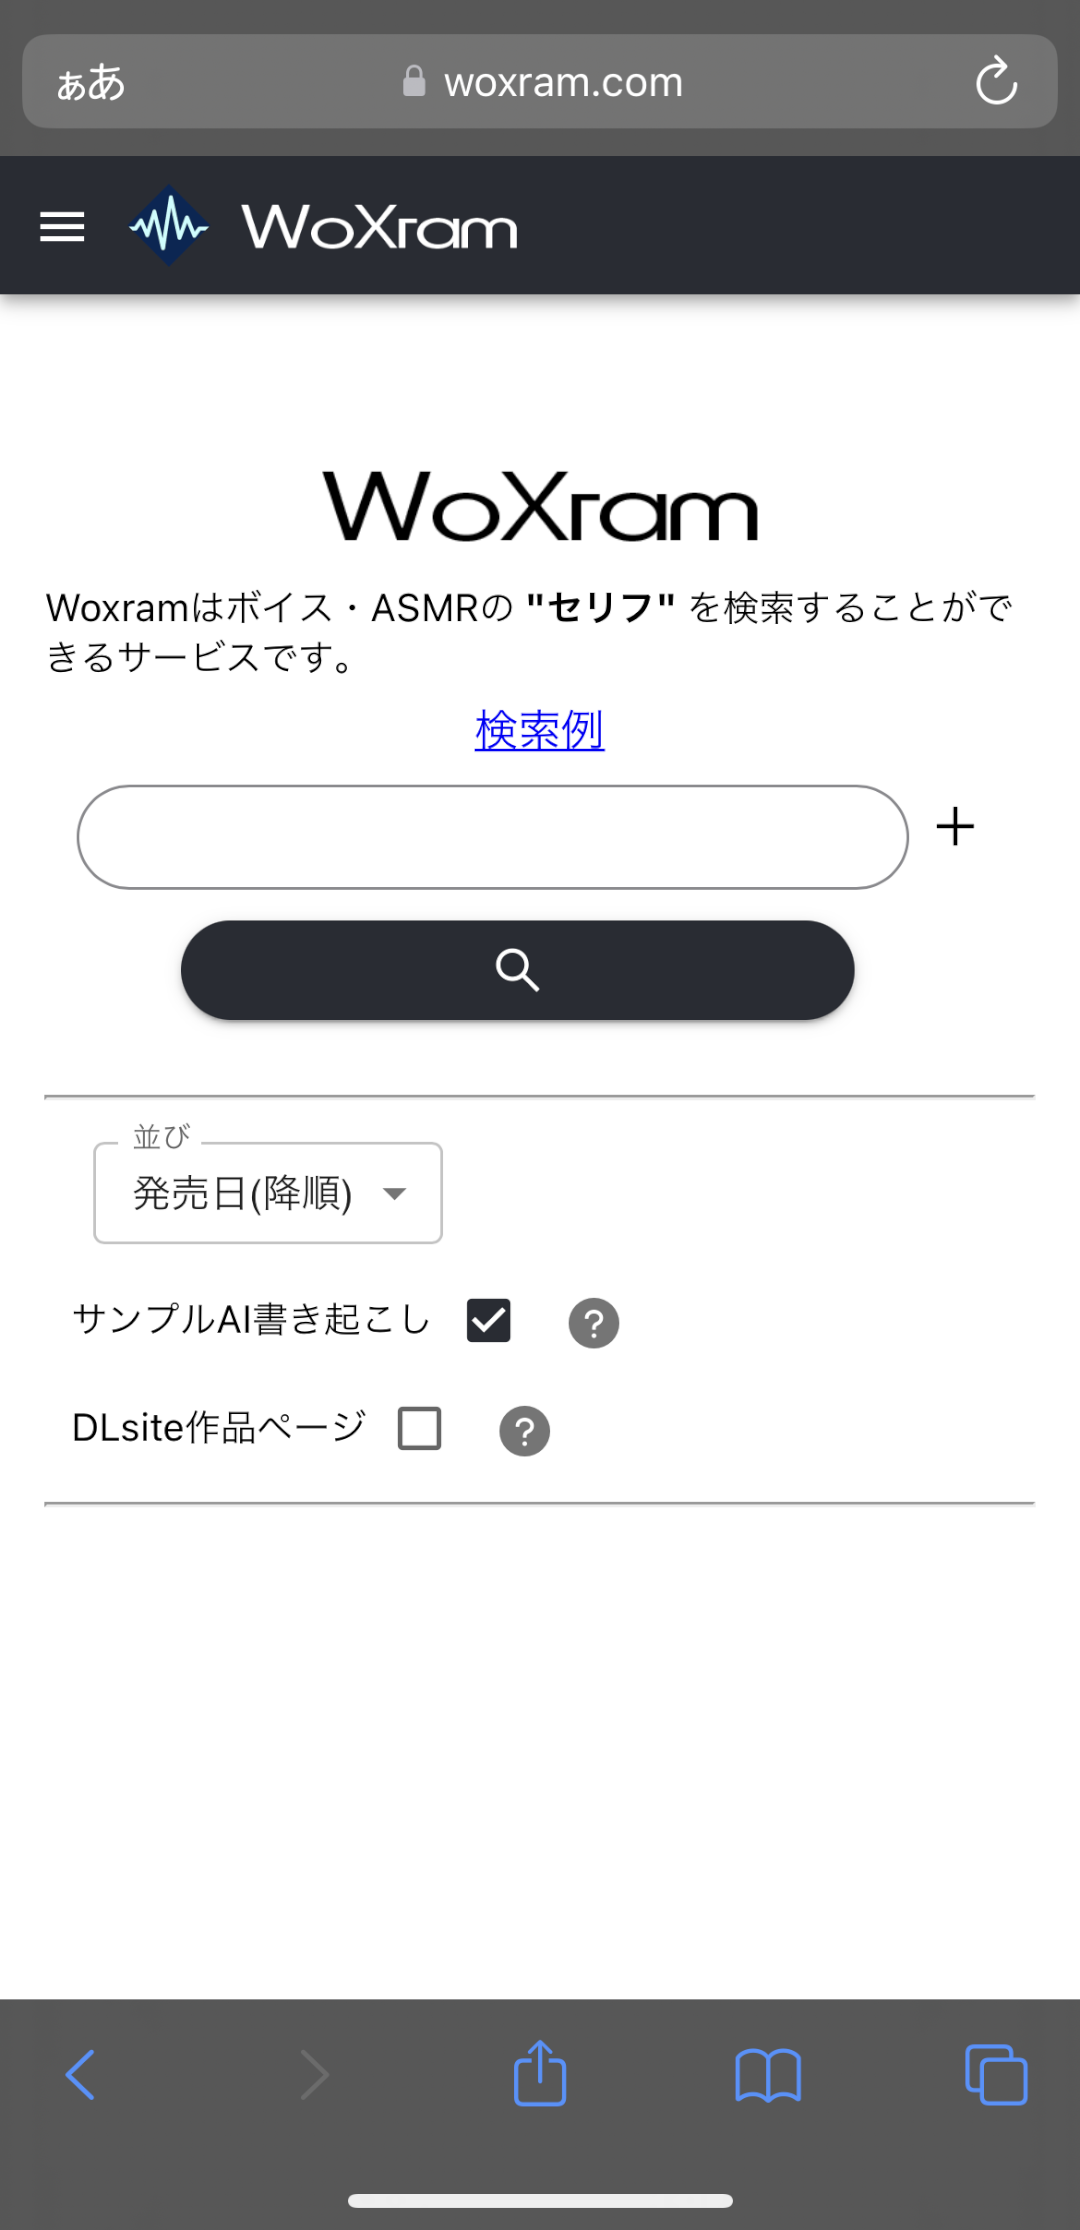 ぁあ woxram.com
WoXram
WoXram
Woxramはボイス・ASMRの "セリフ" を検索することがで
きるサービスです。
検索例
+
並び
発売日(降順)
サンプルAI書き起こし ?
DLsite作品ページ ?